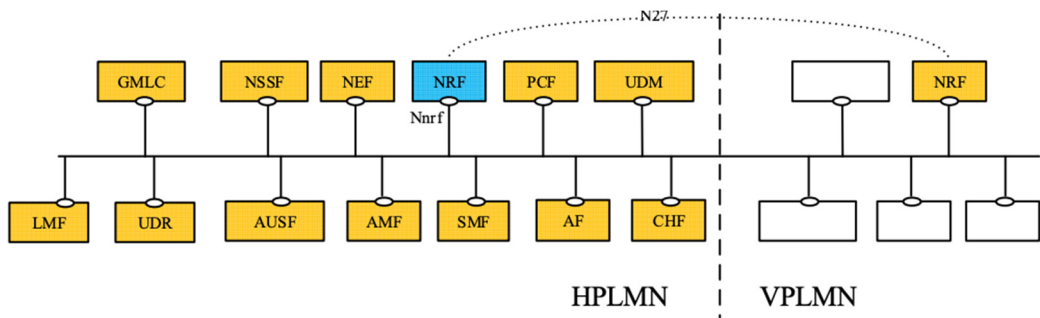 N27
GMLC
NSSF
NEF
NRF
PCF
UDM
NRF
Nnrf
LMF
UDR
AUSF
AMF
SMF
AF
CHF
HPLMN
VPLMN